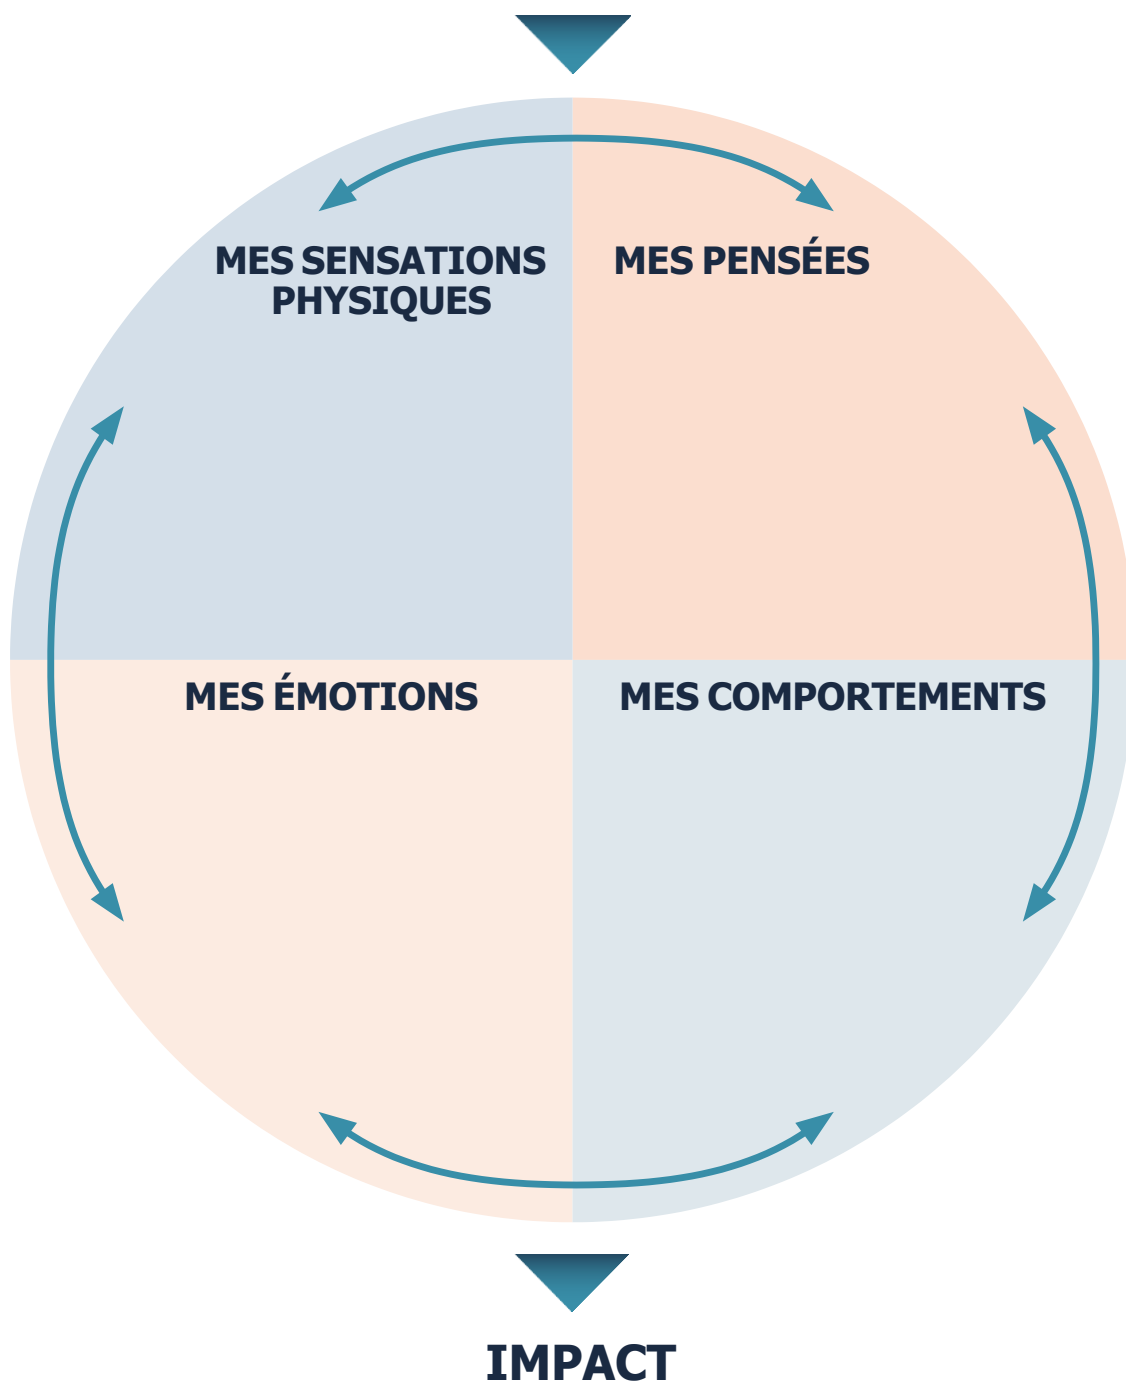 MES SENSATIONS
PHYSIQUES
MES PENSÉES
MES ÉMOTIONS
MES COMPORTEMENTS
IMPACT